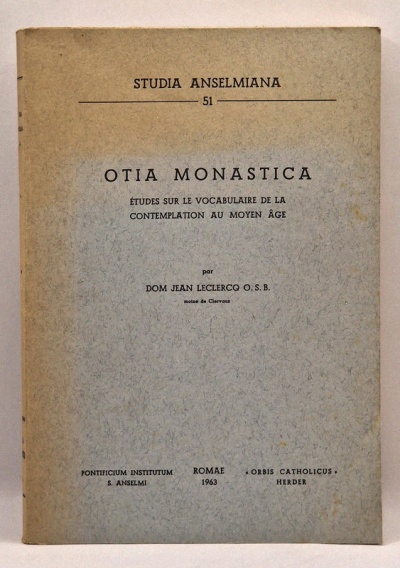 STUDIA ANSELMIANA
51
OTIA MONASTICA
ÉTUDES SUR LE VOCABULAIRE DE LA
CONTEMPLATION AU MOYEN ÂGE
par
DOM JEAN LECLERCQ O. S. B.
moine de Clervaux
PONTIFICIUM INSTITUTUM
S. ANSELMI
ROMAE
1963
« ORBIS CATHOLICUS »
HERDER